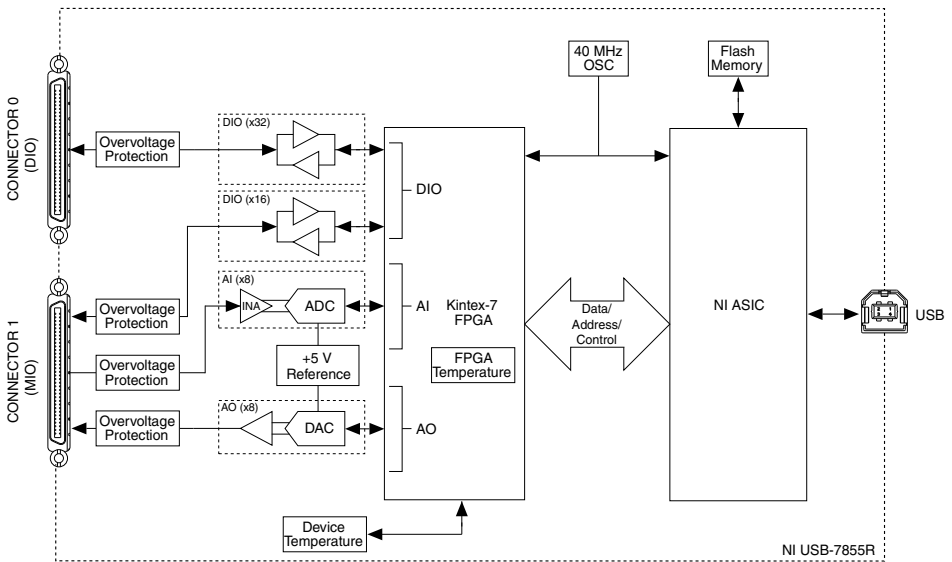 CONNECTOR 0
(DIO)
Overvoltage
Protection
DIO (x32)
DIO (x16)
DIO
40 MHz
OSC
Flash
Memory
CONNECTOR 1
(MIO)
Overvoltage
Protection
Overvoltage
Protection
Overvoltage
Protection
AI (x8)
INA
ADC
AI
+5 V
Reference
AO (x8)
DAC
AO
Kintex-7
FPGA
FPGA
Temperature
Data/
Address/
Control
NI ASIC
USB
Device
Temperature
NI USB-7855R